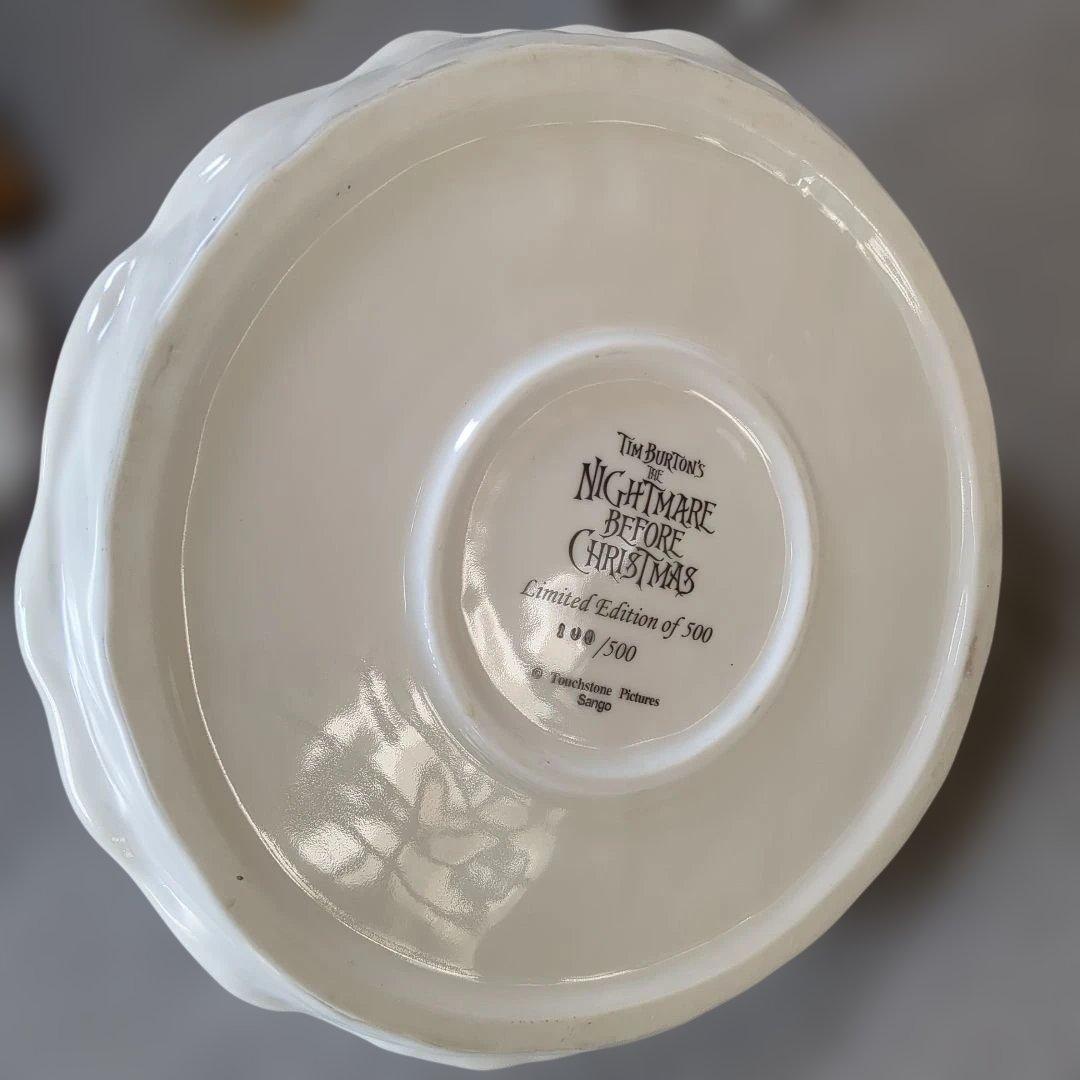 TIM BURTON'S
THE
NIGHTMARE
BEFORE
CHRISTMAS
Limited Edition of 500
/500
© Touchstone Pictures
Sango